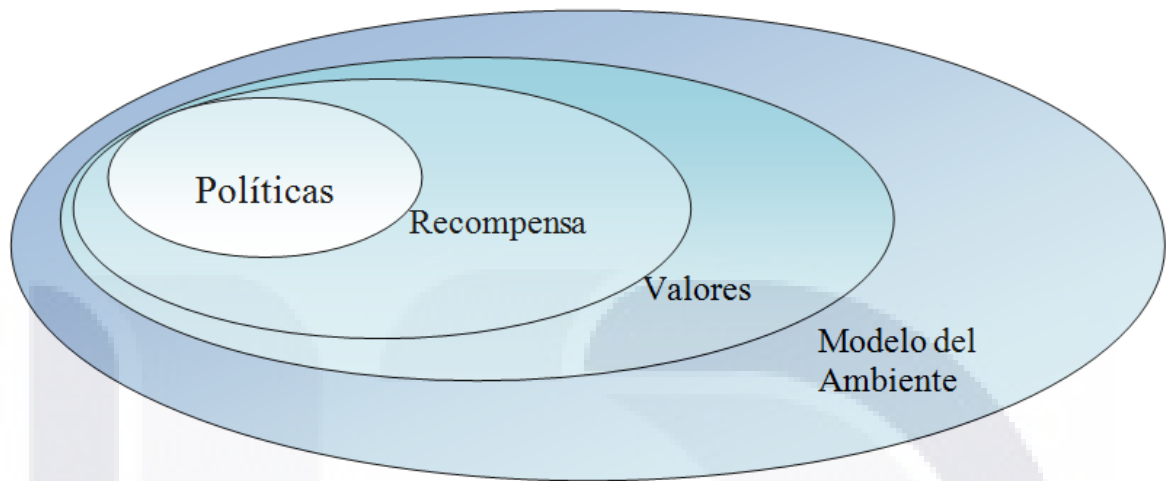 Políticas
Recompensa
Valores
Modelo del
Ambiente